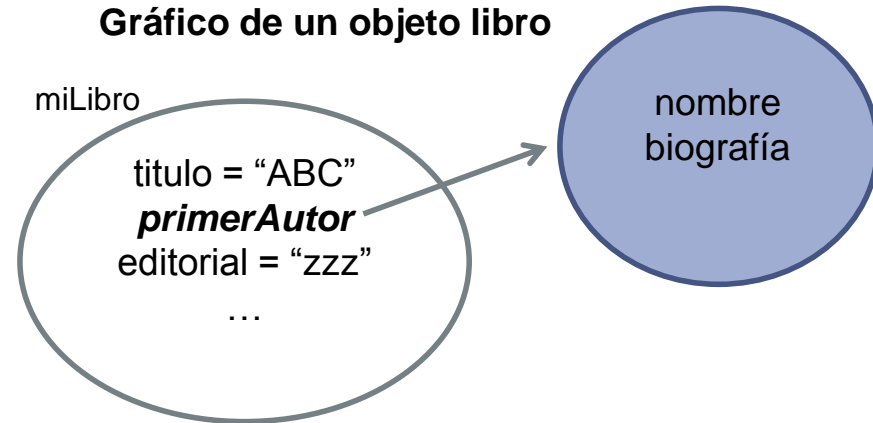 Gráfico de un objeto libro
miLibro
titulo = “ABC”
primerAutor
editorial = “zzz”
…
nombre
biografía